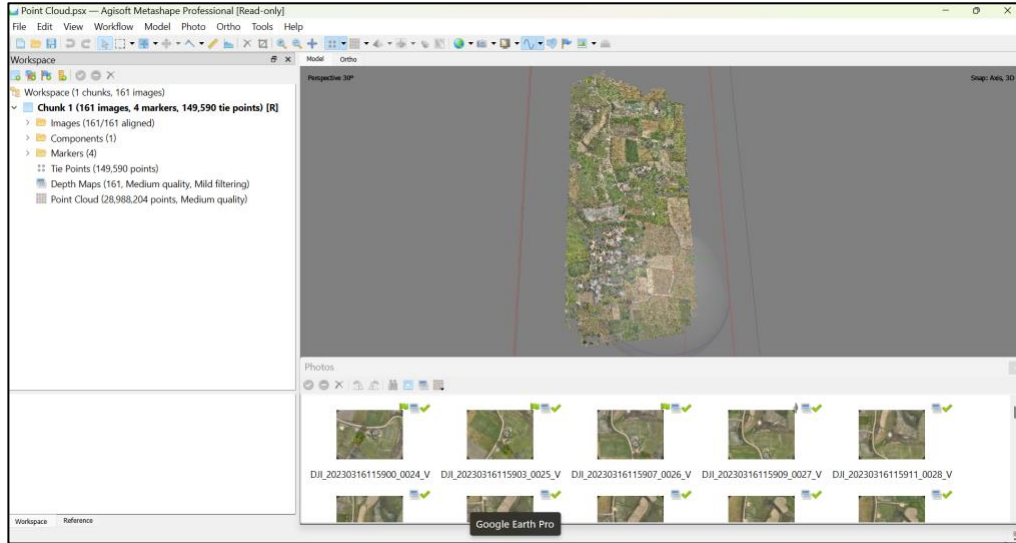 Point Cloud.psx — Agisoft Metashape Professional [Read-only]
File Edit View Workflow Model Photo Ortho Tools Help
Workspace
Model Ortho
Perspective 30°
Snap: Axis, 3D
Workspace (1 chunks, 161 images)
Chunk 1 (161 images, 4 markers, 149,590 tie points) [R]
Images (161/161 aligned)
Components (1)
Markers (4)
Tie Points (149,590 points)
Depth Maps (161, Medium quality, Mild filtering)
Point Cloud (28,988,204 points, Medium quality)
Photos
DJI_20230316115900_0024_V DJI_20230316115903_0025_V DJI_20230316115907_0026_V DJI_20230316115909_0027_V DJI_20230316115911_0028_V
Google Earth Pro
Workspace Reference